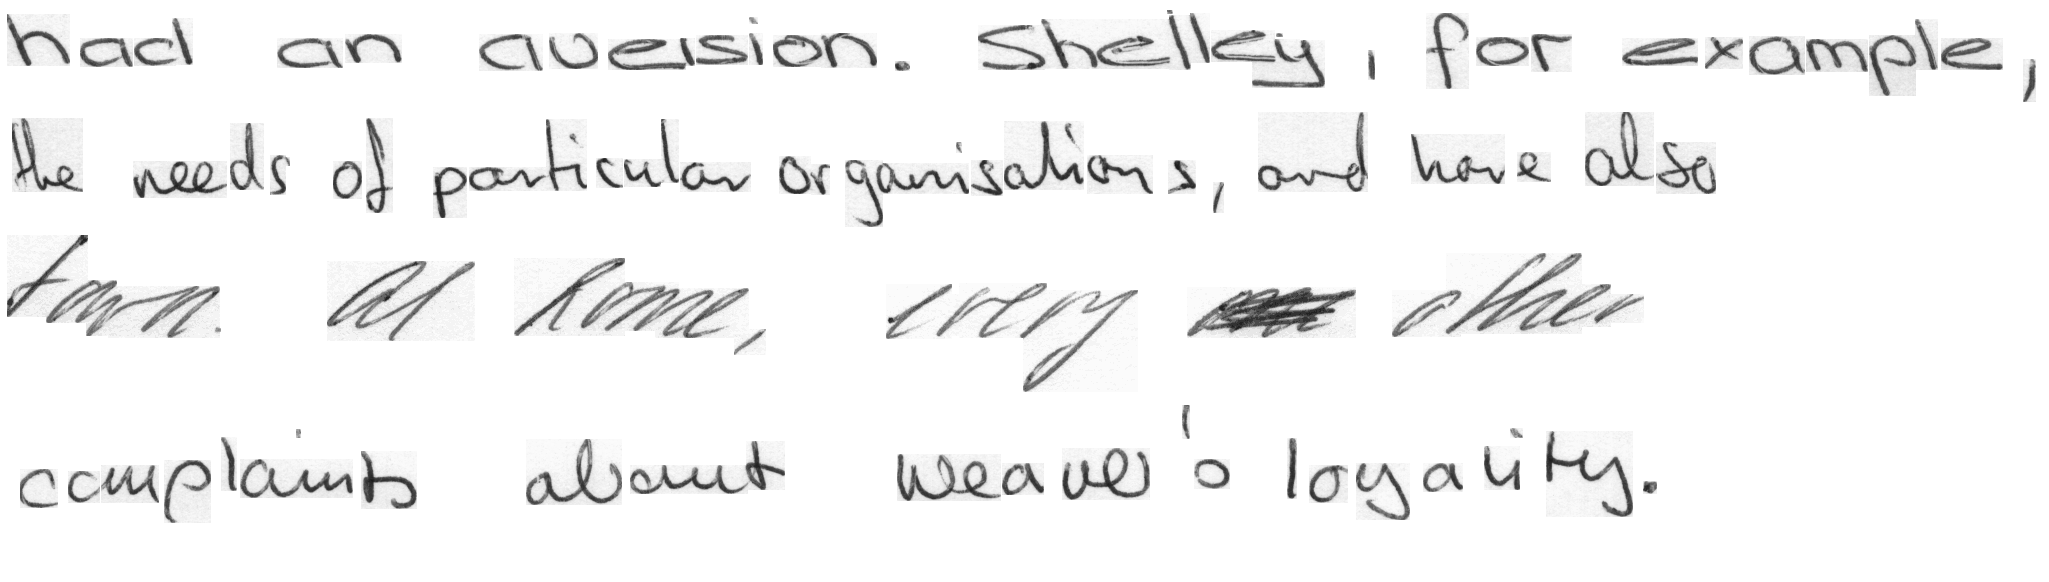 had an aversion. Shelley, for example,
the needs of particular organisations, and have also
town. At home, every other
complaints about weaver's loyality.